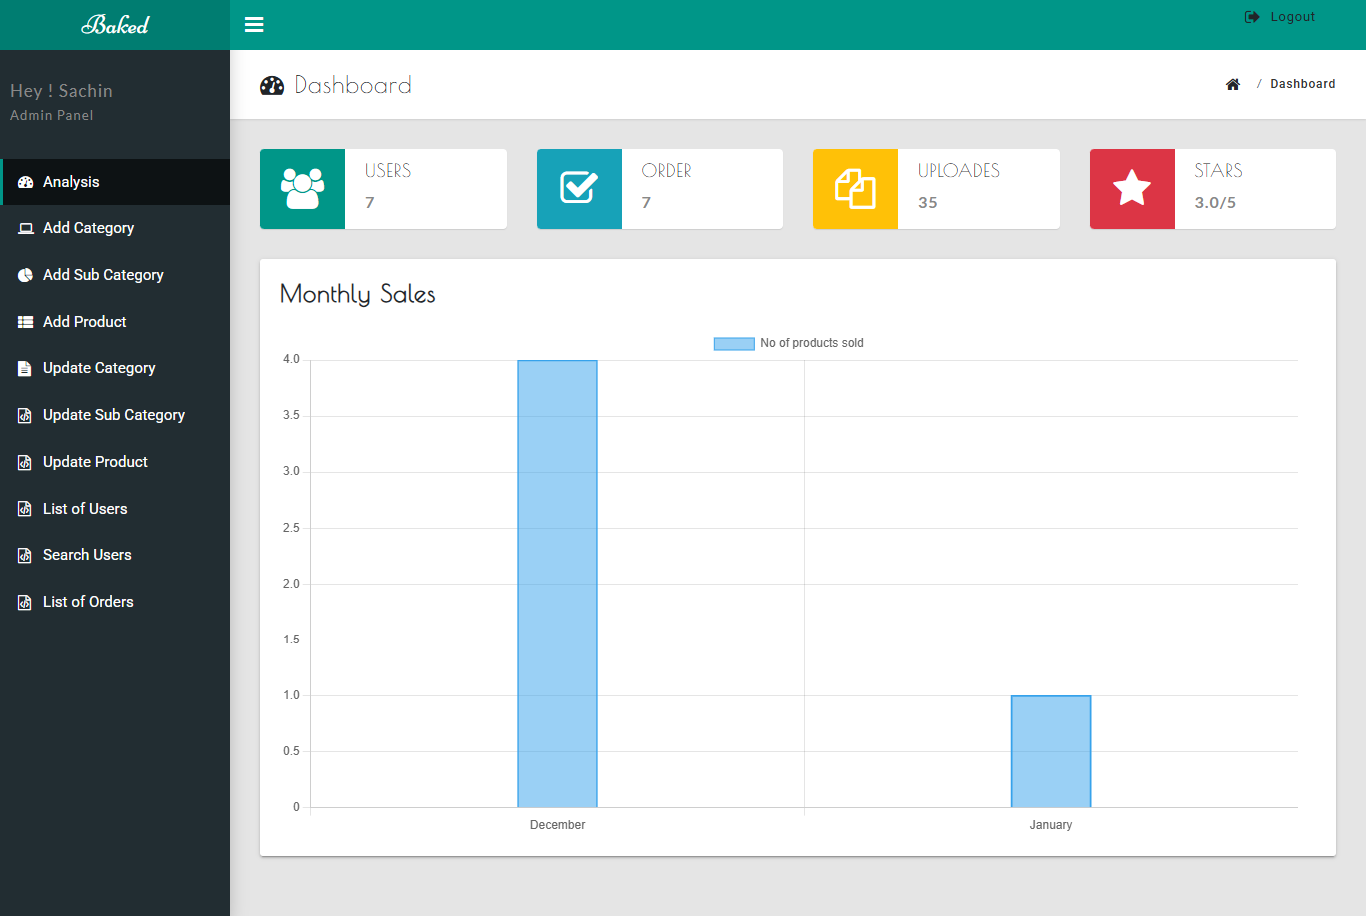 Baked
Logout
Hey ! Sachin
Admin Panel
Dashboard
/ Dashboard
Analysis
Add Category
Add Sub Category
Add Product
Update Category
Update Sub Category
Update Product
List of Users
Search Users
List of Orders
USERS
7
ORDER
7
UPLOADES
35
STARS
3.0/5
Monthly Sales
No of products sold
4.0
3.5
3.0
2.5
2.0
1.5
1.0
0.5
0
December
January